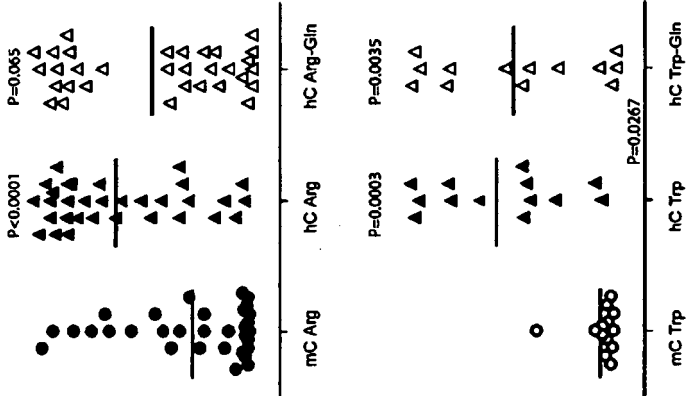 P<0.0001
P=0.065
mC Arg
hC Arg
hC Arg-Gln
P=0.0003
P=0.0035
P=0.0267
mC Trp
hC Trp
hC Trp-Gln